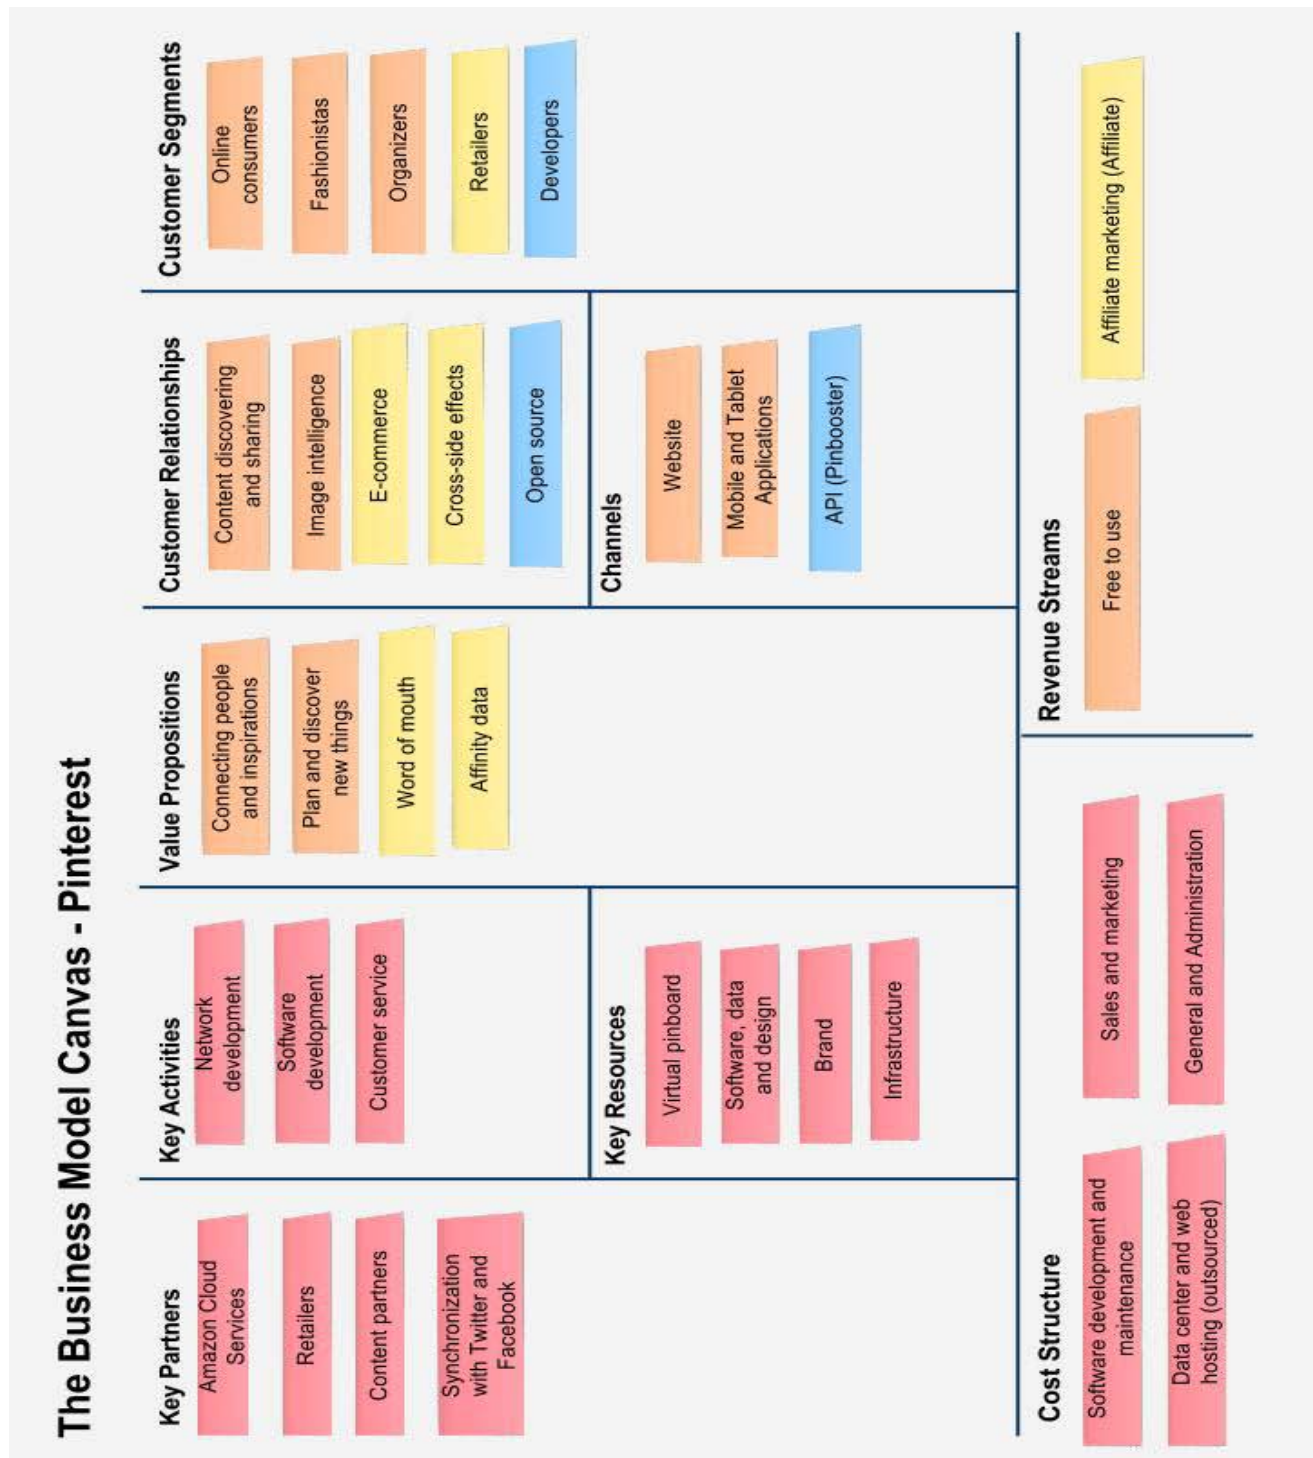 The Business Model Canvas - Pinterest
Key Partners
Amazon Cloud
Services
Retailers
Content partners
Synchronization
with Twitter and
Facebook
Key Activities
Network
development
Software
development
Customer service
Key Resources
Virtual pinboard
Software, data
and design
Brand
Infrastructure
Value Propositions
Connecting people
and inspirations
Plan and discover
new things
Word of mouth
Affinity data
Customer Relationships
Content discovering
and sharing
Image intelligence
E-commerce
Cross-side effects
Open source
Channels
Website
Mobile and Tablet
Applications
API (Pinbooster)
Customer Segments
Online
consumers
Fashionistas
Organizers
Retailers
Developers
Cost Structure
Software development and
maintenance
Data center and web
hosting (outsourced)
Sales and marketing
General and Administration
Revenue Streams
Free to use
Affiliate marketing (Affiliate)